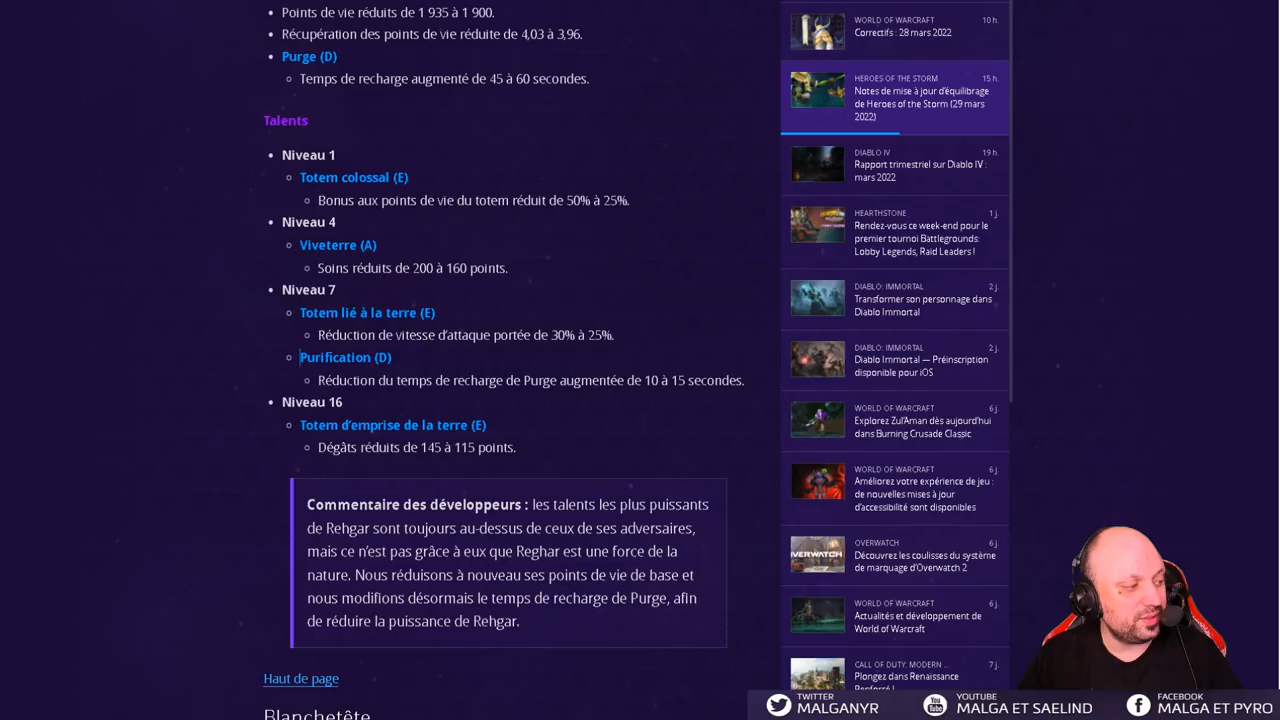 Points de vie réduits de 1 935 à 1 900.
Récupération des points de vie réduite de 4,03 à 3,96.
Purge (D)
Temps de recharge augmenté de 45 à 60 secondes.
Talents
Niveau 1
Totem colossal (E)
Bonus aux points de vie du totem réduit de 50% à 25%.
Niveau 4
Viveterre (A)
Soins réduits de 200 à 160 points.
Niveau 7
Totem lié à la terre (E)
Réduction de vitesse d’attaque portée de 30% à 25%.
Purification (D)
Réduction du temps de recharge de Purge augmentée de 10 à 15 secondes.
Niveau 16
Totem d’emprise de la terre (E)
Dégâts réduits de 145 à 115 points.
Commentaire des développeurs : les talents les plus puissants
de Rehgar sont toujours au-dessus de ceux de ses adversaires,
mais ce n’est pas grâce à eux que Reghar est une force de la
nature. Nous réduisons à nouveau ses points de vie de base et
nous modifions désormais le temps de recharge de Purge, afin
de réduire la puissance de Rehgar.
Haut de page
Blanchetête
WORLD OF WARCRAFT 10 h.
Correctifs : 28 mars 2022
HEROES OF THE STORM 15 h.
Notes de mise à jour d’équilibrage
de Heroes of the Storm (29 mars
2022)
DIABLO IV 19 h.
Rapport trimestriel sur Diablo IV :
mars 2022
HEARTHSTONE 1 j.
Rendez-vous ce week-end pour le
premier tournoi Battlegrounds:
Lobby Legends, Raid Leaders !
DIABLO: IMMORTAL 2 j.
Transformer son personnage dans
Diablo Immortal
DIABLO: IMMORTAL 2 j.
Diablo Immortal — Préinscription
disponible pour iOS
WORLD OF WARCRAFT 6 j.
Explorez Zul’Aman dès aujourd’hui
dans Burning Crusade Classic
WORLD OF WARCRAFT 6 j.
Améliorez votre expérience de jeu :
de nouvelles mises à jour
d’accessibilité sont disponibles
OVERWATCH 6 j.
Découvrez les coulisses du système
de marquage d’Overwatch 2
WORLD OF WARCRAFT 6 j.
Actualités et développement de
World of Warcraft
CALL OF DUTY: MODERN ... 7 j.
Plongez dans Renaissance
Renforcé !
TWITTER
MALGANYR
YOUTUBE
MALGA ET SAELIND
FACEBOOK
MALGA ET PYRO